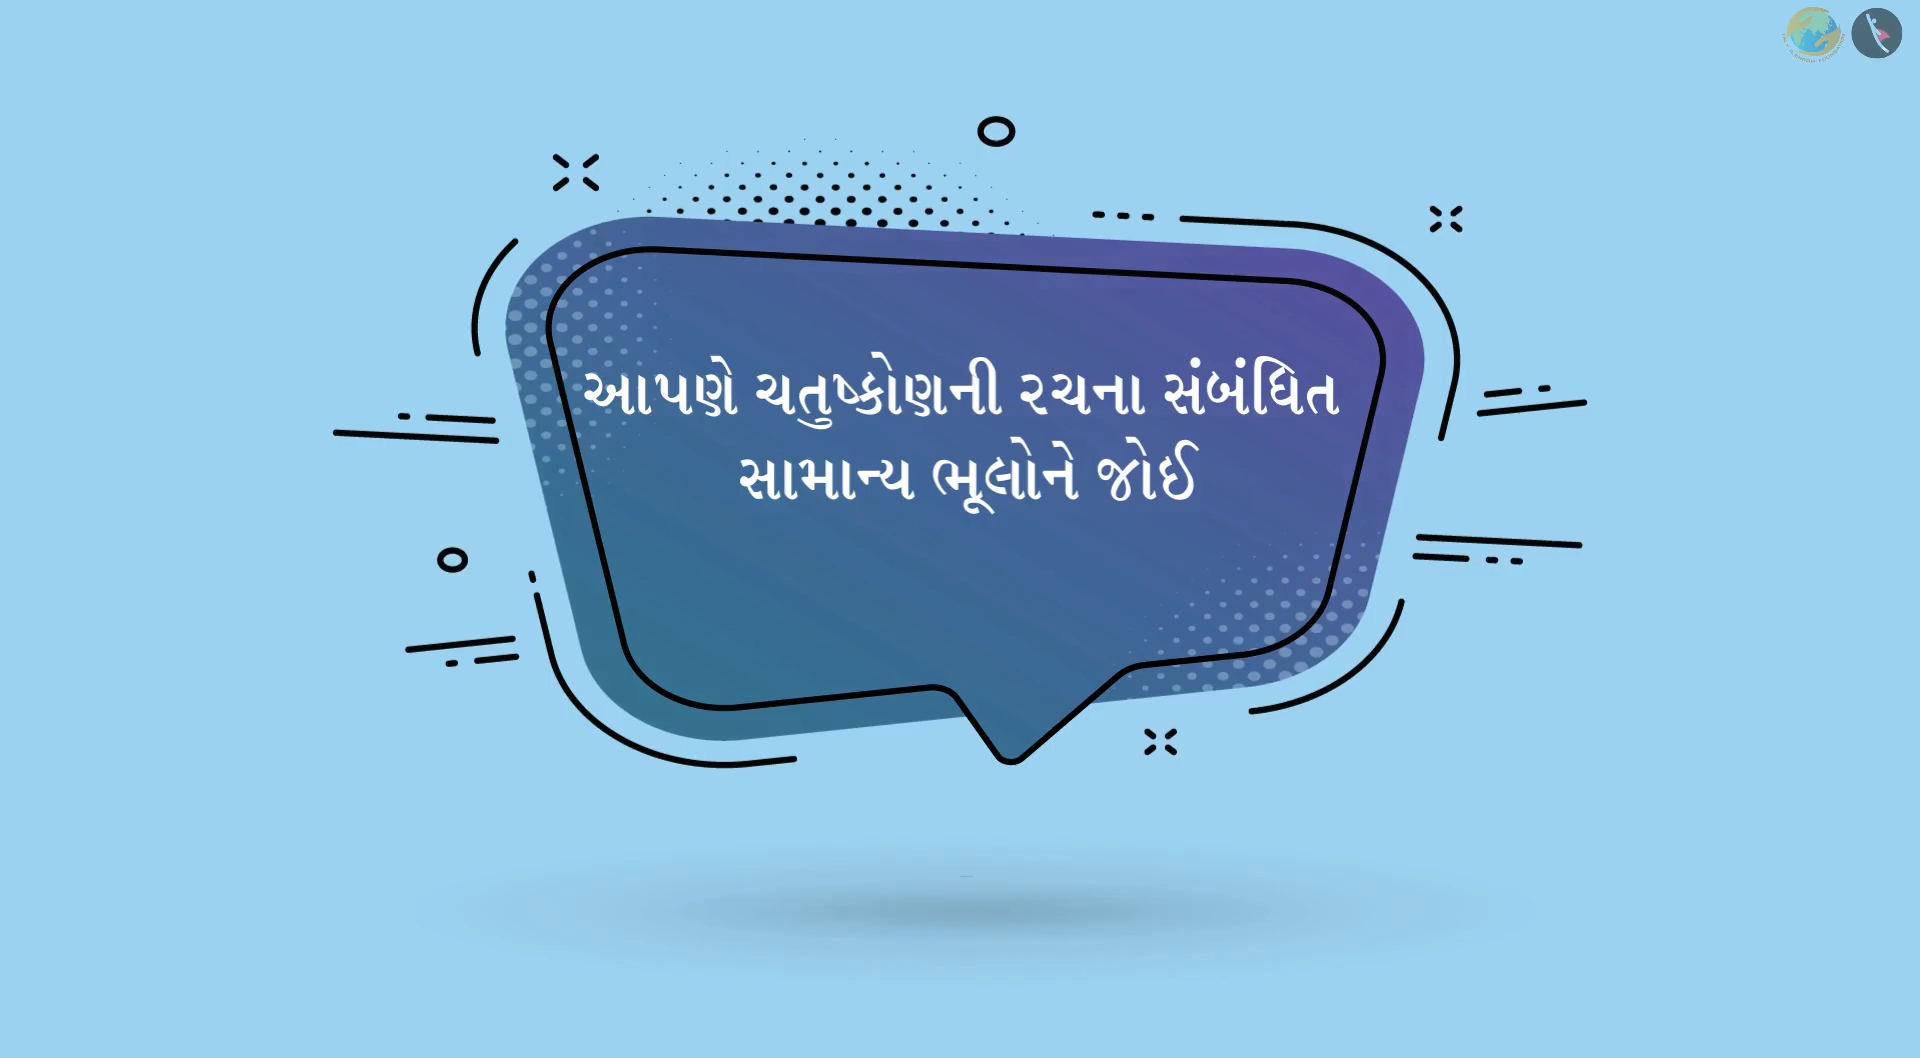 આપણે ચતુષ્કોણની રચના સંબંધિત
સામાન્ય ભૂલોને જોઈ